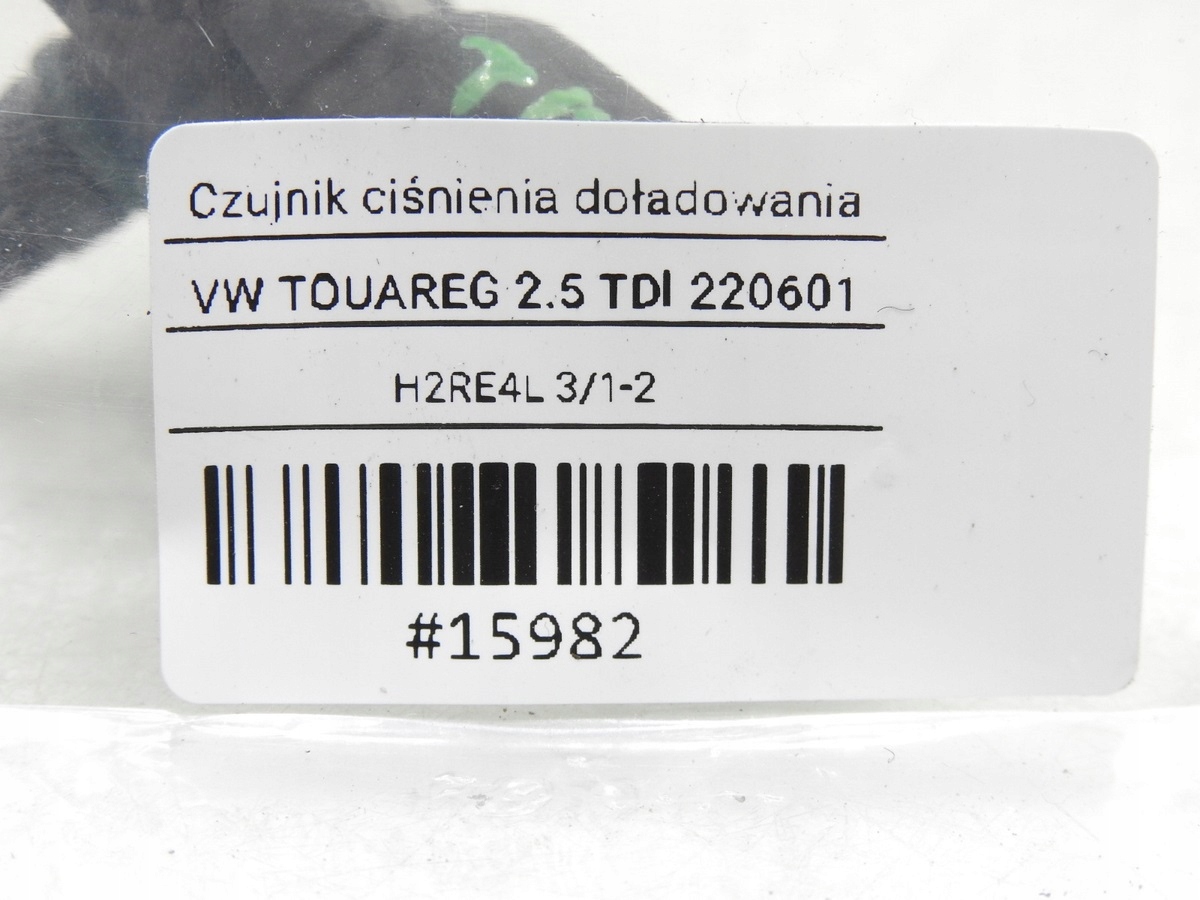 Czujnik ciśnienia doładowania
VW TOUAREG 2.5 TDI 220601
H2RE4L 3/1-2
#15982